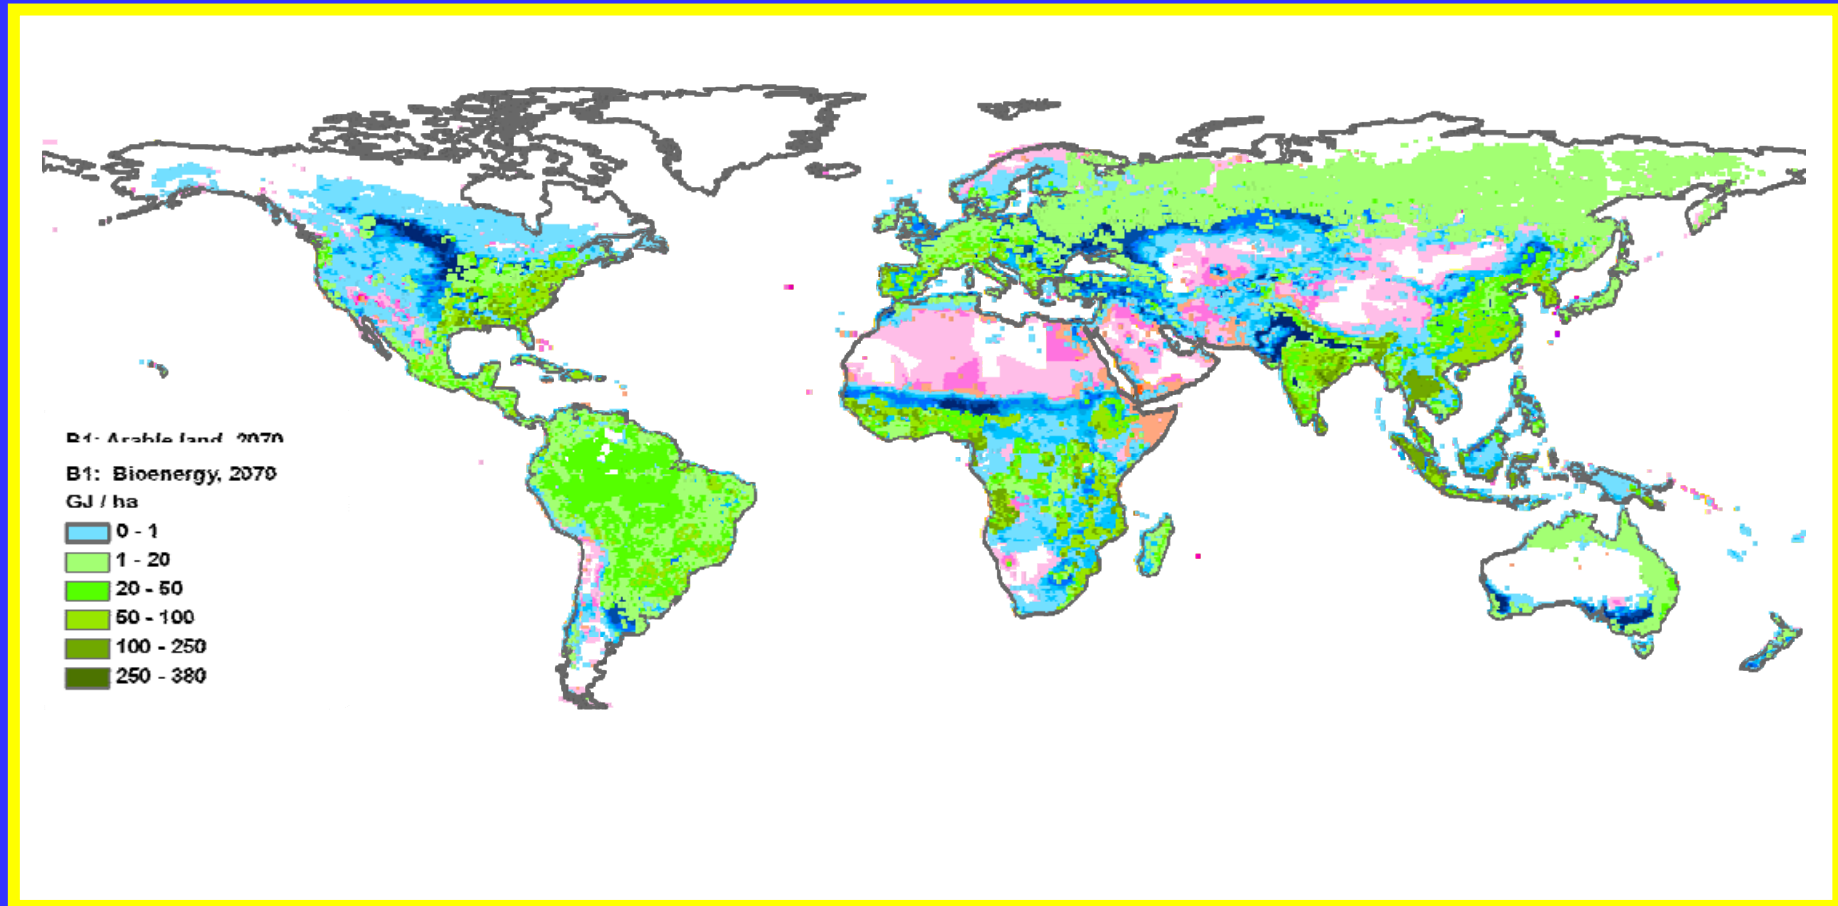 B1: Arable land, 2070
B1: Bioenergy, 2070
GJ / ha
0 - 1
1 - 20
20 - 50
50 - 100
100 - 250
250 - 380